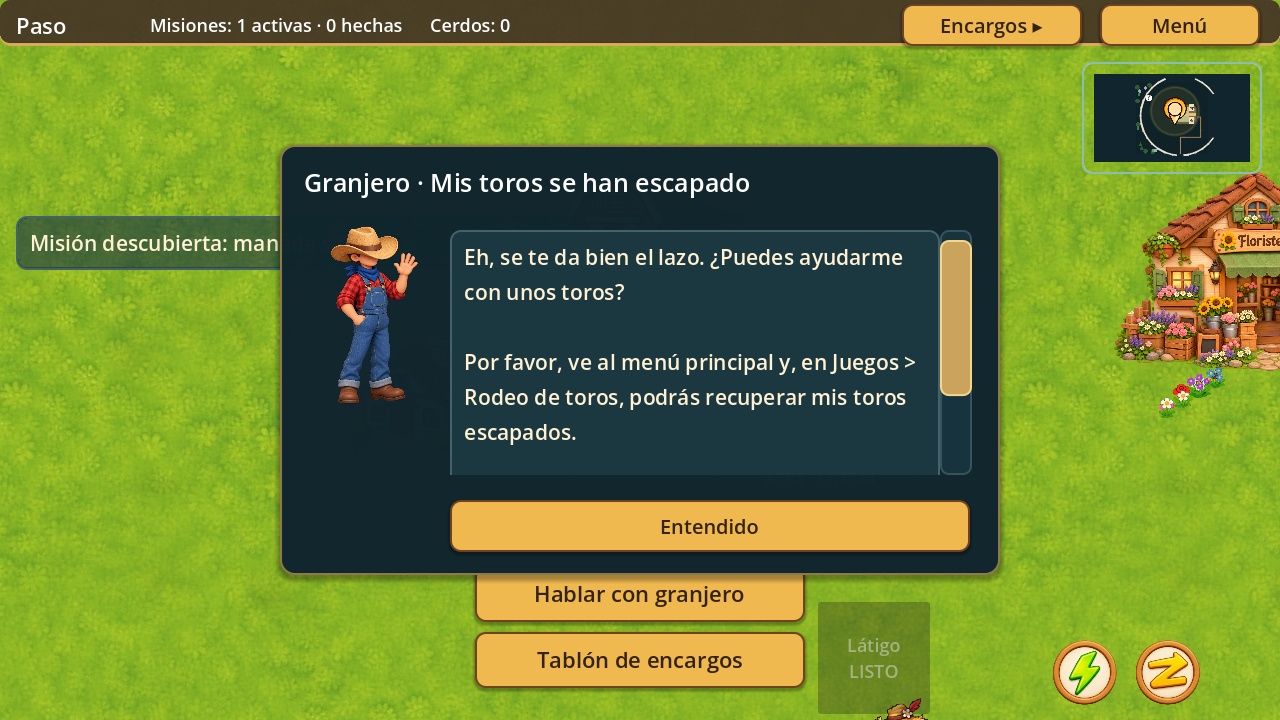 Paso
Misiones: 1 activas · 0 hechas
Cerdos: 0
Encargos ▸
Menú
Granjero · Mis toros se han escapado
Misión descubierta: man
Eh, se te da bien el lazo. ¿Puedes ayudarme
con unos toros?
Por favor, ve al menú principal y, en Juegos >
Rodeo de toros, podrás recuperar mis toros
escapados.
Entendido
Hablar con granjero
Tablón de encargos
Látigo
LISTO
Floriste